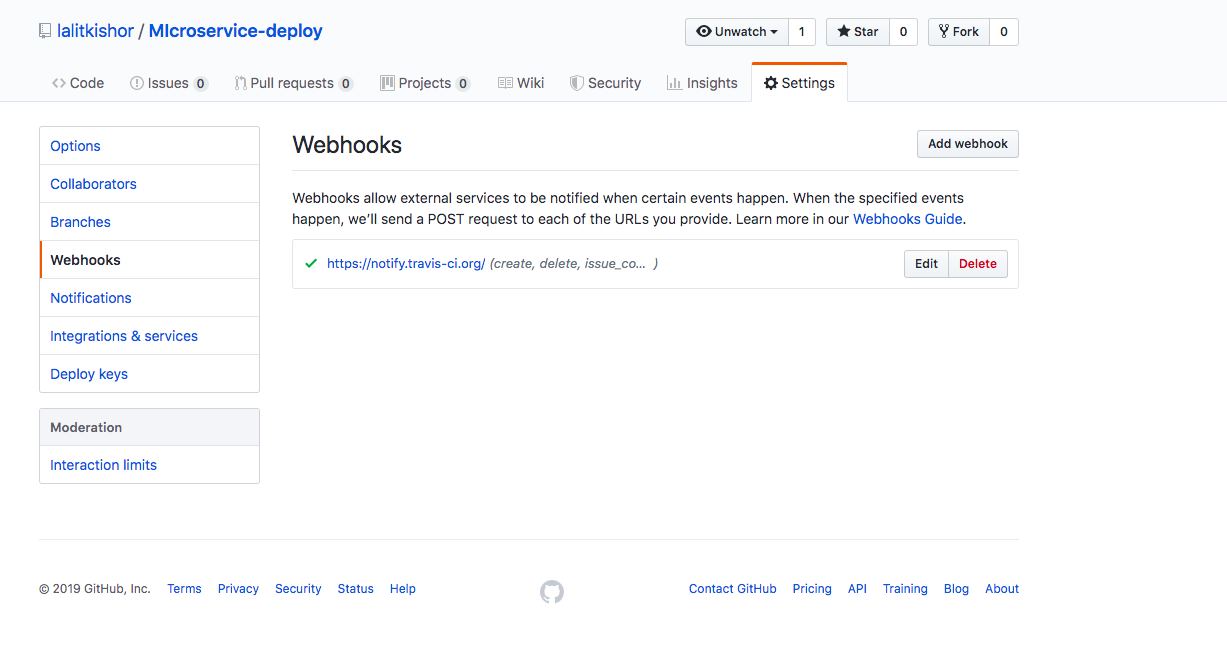 lalitkishor / MIcroservice-deploy
Unwatch 1 Star 0 Fork 0
Code Issues 0 Pull requests 0 Projects 0 Wiki Security Insights Settings
Options
Collaborators
Branches
Webhooks
Notifications
Integrations & services
Deploy keys
Moderation
Interaction limits
Webhooks
Add webhook
Webhooks allow external services to be notified when certain events happen. When the specified events
happen, we’ll send a POST request to each of the URLs you provide. Learn more in our Webhooks Guide.
https://notify.travis-ci.org/ (create, delete, issue_co... )
Edit Delete
© 2019 GitHub, Inc. Terms Privacy Security Status Help
Contact GitHub Pricing API Training Blog About